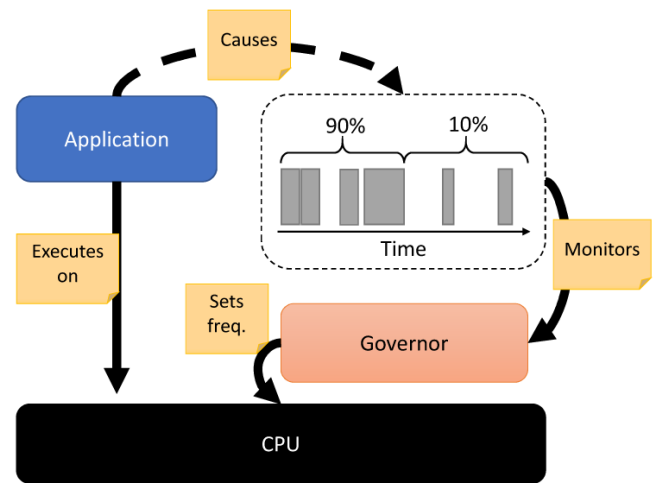 Causes
Application
90%
10%
Time
Executes
on
Monitors
Sets
freq.
Governor
CPU